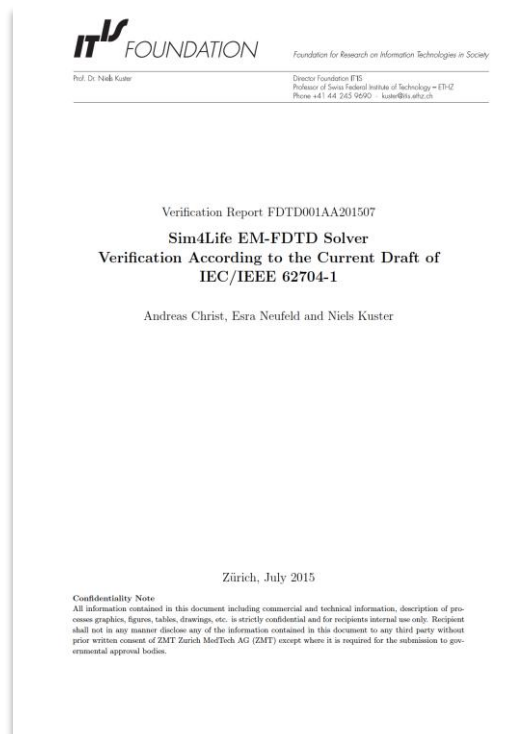 IT'IS FOUNDATION
Foundation for Research on Information Technologies in Society
Prof. Dr. Niels Kuster
Director Foundation IT'IS
Professor of Swiss Federal Institute of Technology – ETHZ
Phone +41 44 245 9690 · kuster@itis.ethz.ch
Verification Report FDTD001AA201507
Sim4Life EM-FDTD Solver
Verification According to the Current Draft of
IEC/IEEE 62704-1
Andreas Christ, Esra Neufeld and Niels Kuster
Zürich, July 2015
Confidentiality Note
All information contained in this document including commercial and technical information, description of pro-
cesses graphics, figures, tables, drawings, etc. is strictly confidential and for recipients internal use only. Recipient
shall not in any manner disclose any of the information contained in this document to any third party without
prior written consent of ZMT Zurich MedTech AG (ZMT) except where it is required for the submission to gov-
ernmental approval bodies.